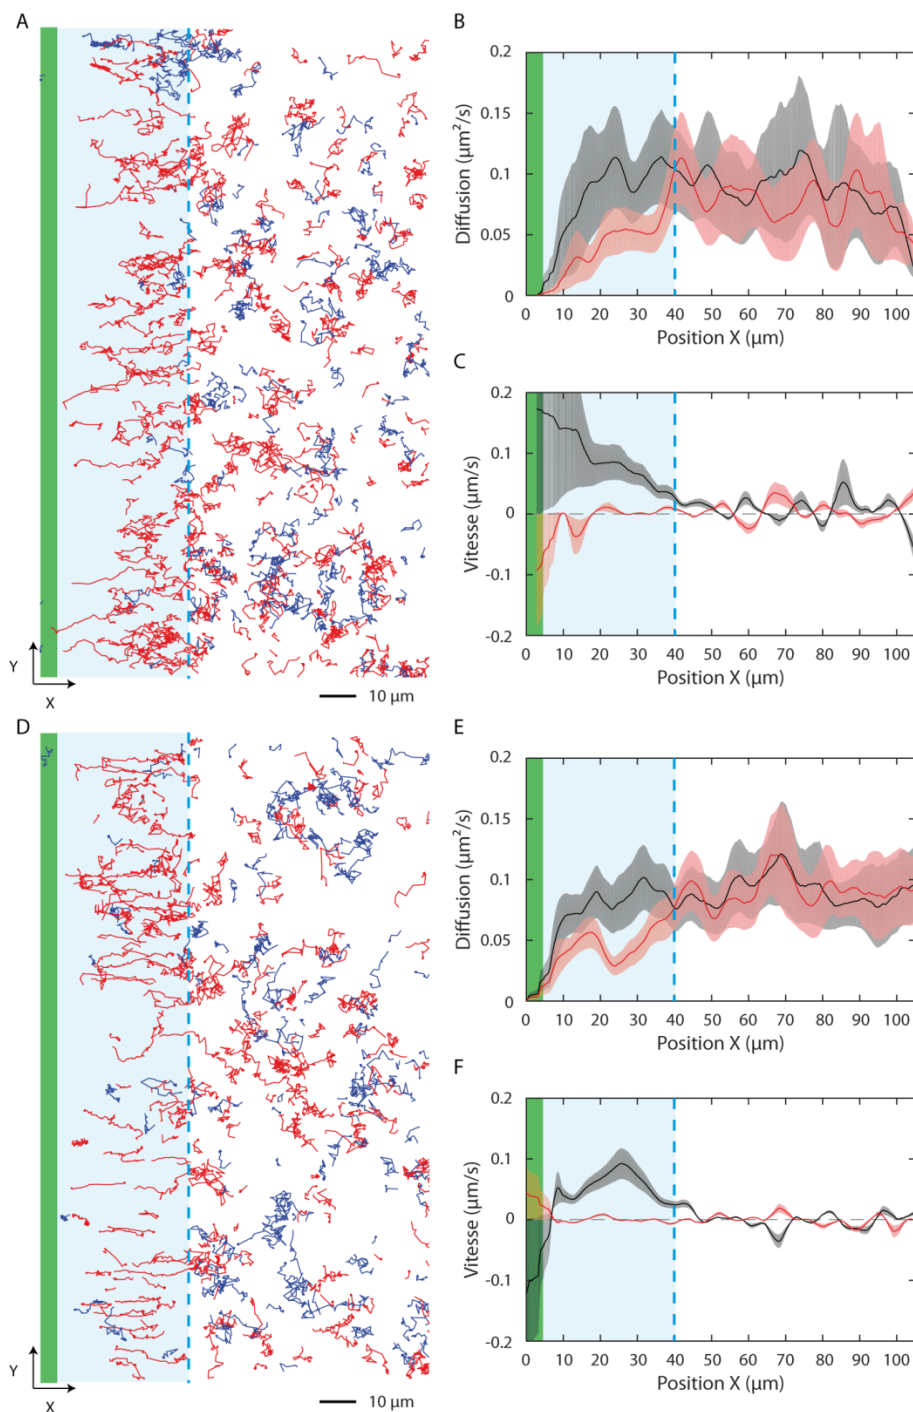 A
Y
X
10 µm
B
Diffusion (µm²/s)
0.2
0.15
0.1
0.05
0
0 10 20 30 40 50 60 70 80 90 100
Position X (µm)
C
Vitesse (µm/s)
0.2
0.1
0
-0.1
-0.2
0 10 20 30 40 50 60 70 80 90 100
Position X (µm)
D
Y
X
10 µm
E
Diffusion (µm²/s)
0.2
0.15
0.1
0.05
0
0 10 20 30 40 50 60 70 80 90 100
Position X (µm)
F
Vitesse (µm/s)
0.2
0.1
0
-0.1
-0.2
0 10 20 30 40 50 60 70 80 90 100
Position X (µm)